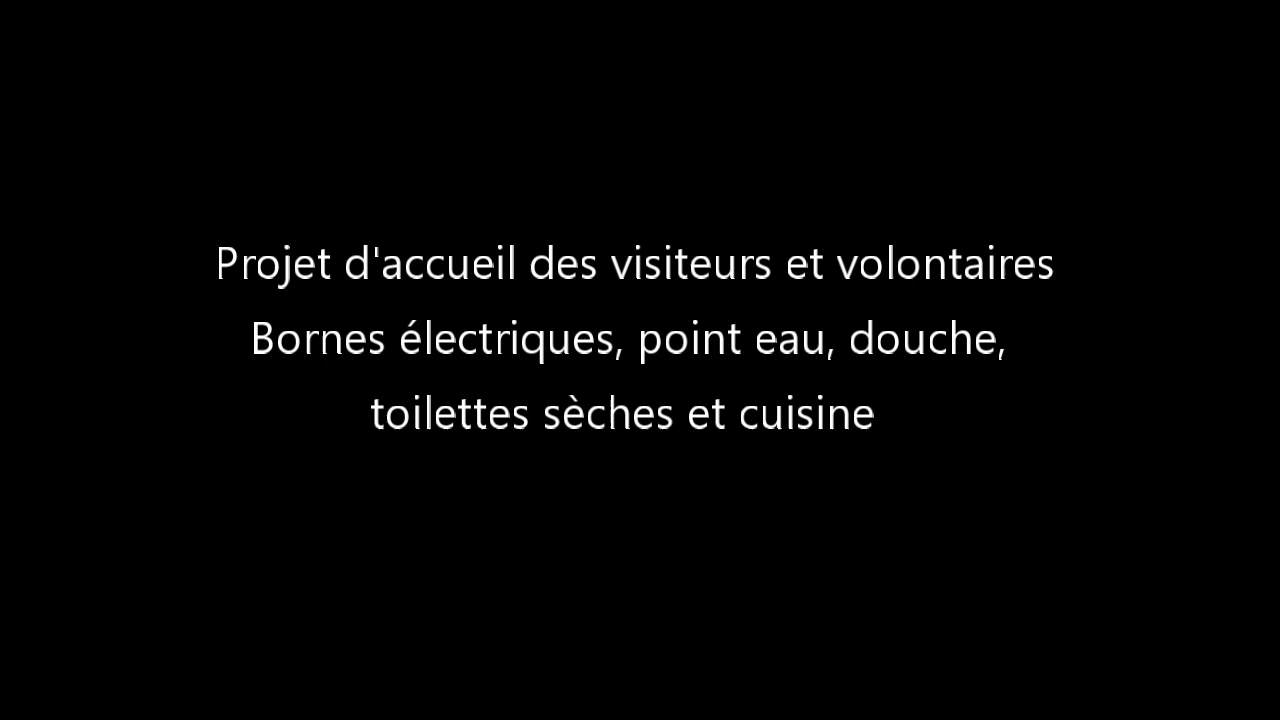 Projet d'accueil des visiteurs et volontaires
Bornes électriques, point eau, douche,
toilettes sèches et cuisine